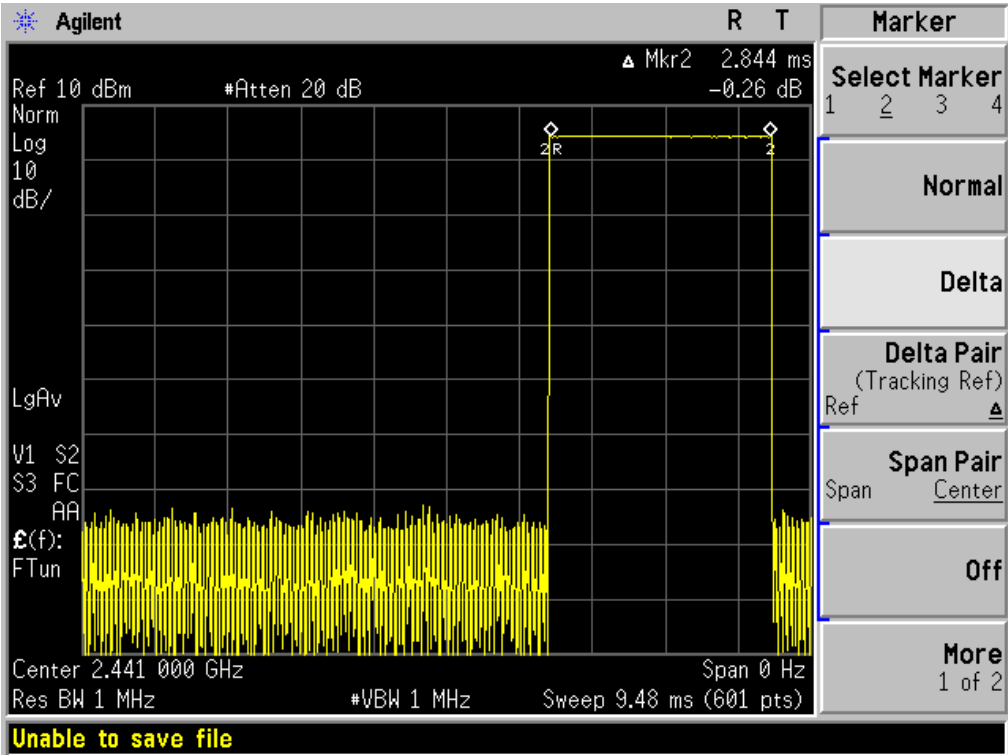 Agilent R T Marker
▵ Mkr2 2.844 ms
Ref 10 dBm #Atten 20 dB -0.26 dB
Norm
Log
10
dB/
2R 2
LgAv
V1 S2
S3 FC
AA
£(f):
FTun
Center 2.441 000 GHz Span 0 Hz
Res BW 1 MHz #VBW 1 MHz Sweep 9.48 ms (601 pts)
Unable to save file
Select Marker
1 2 3 4
Normal
Delta
Delta Pair
(Tracking Ref)
Ref ▵
Span Pair
Span Center
Off
More
1 of 2